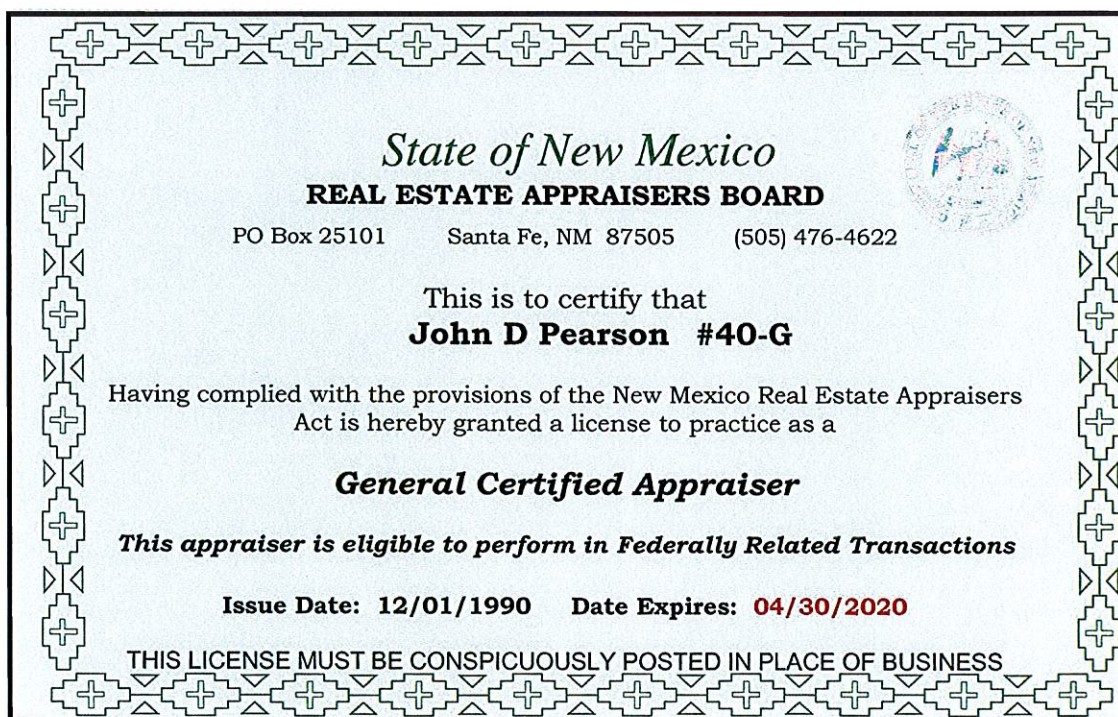 State of New Mexico
REAL ESTATE APPRAISERS BOARD
PO Box 25101 Santa Fe, NM 87505 (505) 476-4622
This is to certify that
John D Pearson #40-G
Having complied with the provisions of the New Mexico Real Estate Appraisers
Act is hereby granted a license to practice as a
General Certified Appraiser
This appraiser is eligible to perform in Federally Related Transactions
Issue Date: 12/01/1990 Date Expires: 04/30/2020
THIS LICENSE MUST BE CONSPICUOUSLY POSTED IN PLACE OF BUSINESS